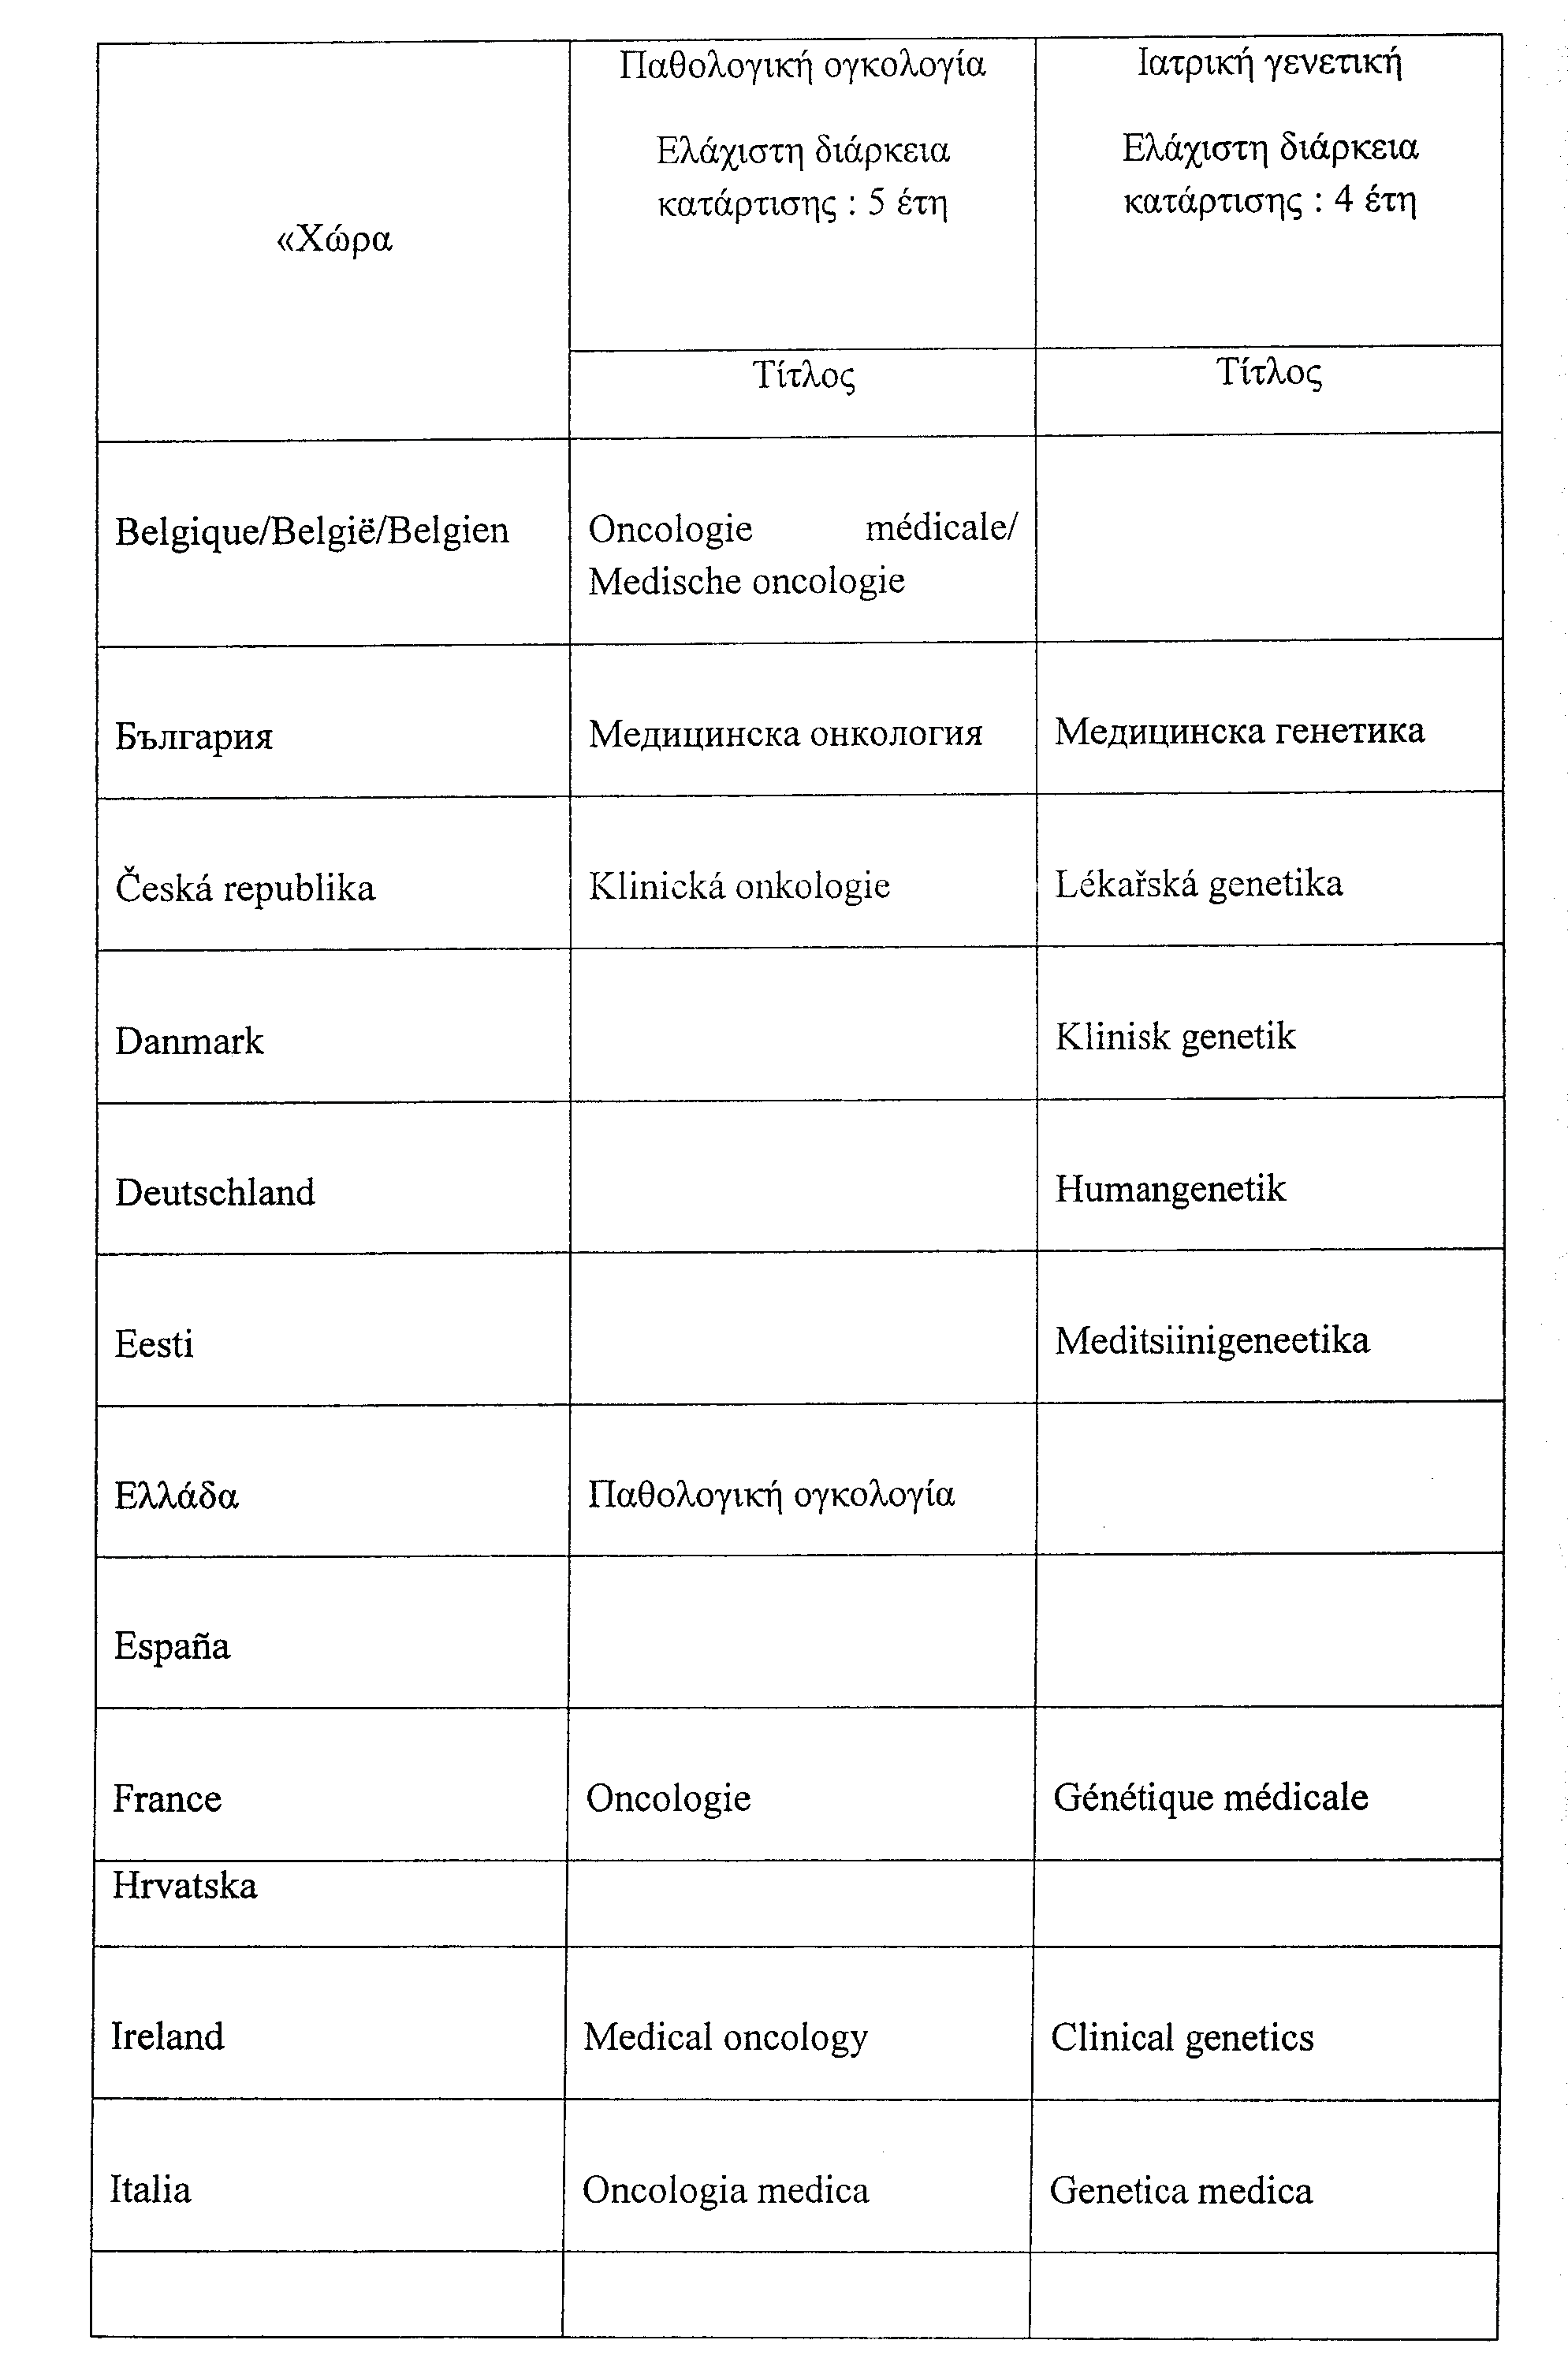 «Χώρα
Παθολογική ογκολογία
Ελάχιστη διάρκεια
κατάρτισης : 5 έτη
Ιατρική γενετική
Ελάχιστη διάρκεια
κατάρτισης : 4 έτη
Τίτλος
Τίτλος
Belgique/België/Belgien
Oncologie médicale/
Medische oncologie
България
Медицинска онкология
Медицинска генетика
Česká republika
Klinická onkologie
Lékařská genetika
Danmark
Klinisk genetik
Deutschland
Humangenetik
Eesti
Meditsiinigeneetika
Ελλάδα
Παθολογική ογκολογία
España
France
Oncologie
Génétique médicale
Hrvatska
Ireland
Medical oncology
Clinical genetics
Italia
Oncologia medica
Genetica medica